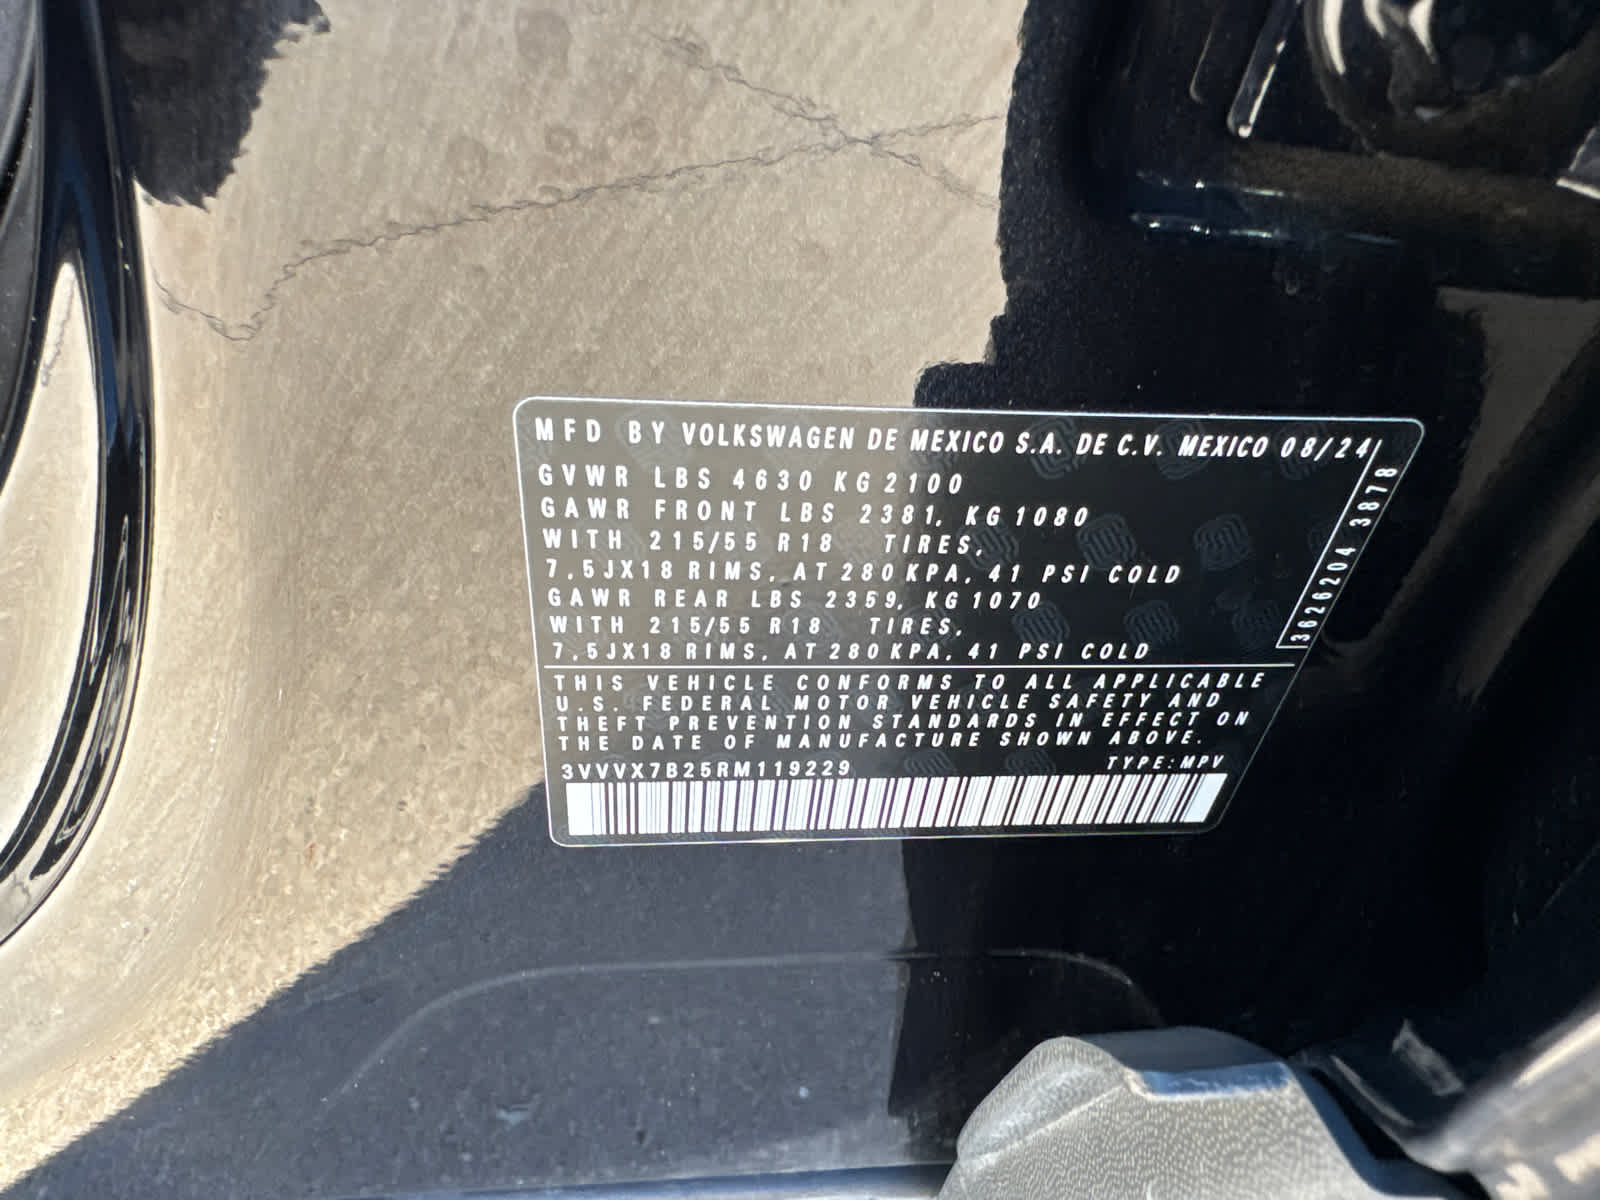 MFD BY VOLKSWAGEN DE MEXICO S.A. DE C.V. MEXICO 08/24
GVWR LBS 4630 KG 2100
GAWR FRONT LBS 2381, KG 1080
WITH 215/55 R18 TIRES,
7,5JX18 RIMS, AT 280 KPA, 41 PSI COLD
GAWR REAR LBS 2359, KG 1070
WITH 215/55 R18 TIRES,
7,5JX18 RIMS, AT 280 KPA, 41 PSI COLD
3626204 3878
THIS VEHICLE CONFORMS TO ALL APPLICABLE
U.S. FEDERAL MOTOR VEHICLE SAFETY AND
THEFT PREVENTION STANDARDS IN EFFECT ON
THE DATE OF MANUFACTURE SHOWN ABOVE.
3VVVX7B25RM119229 TYPE: MPV